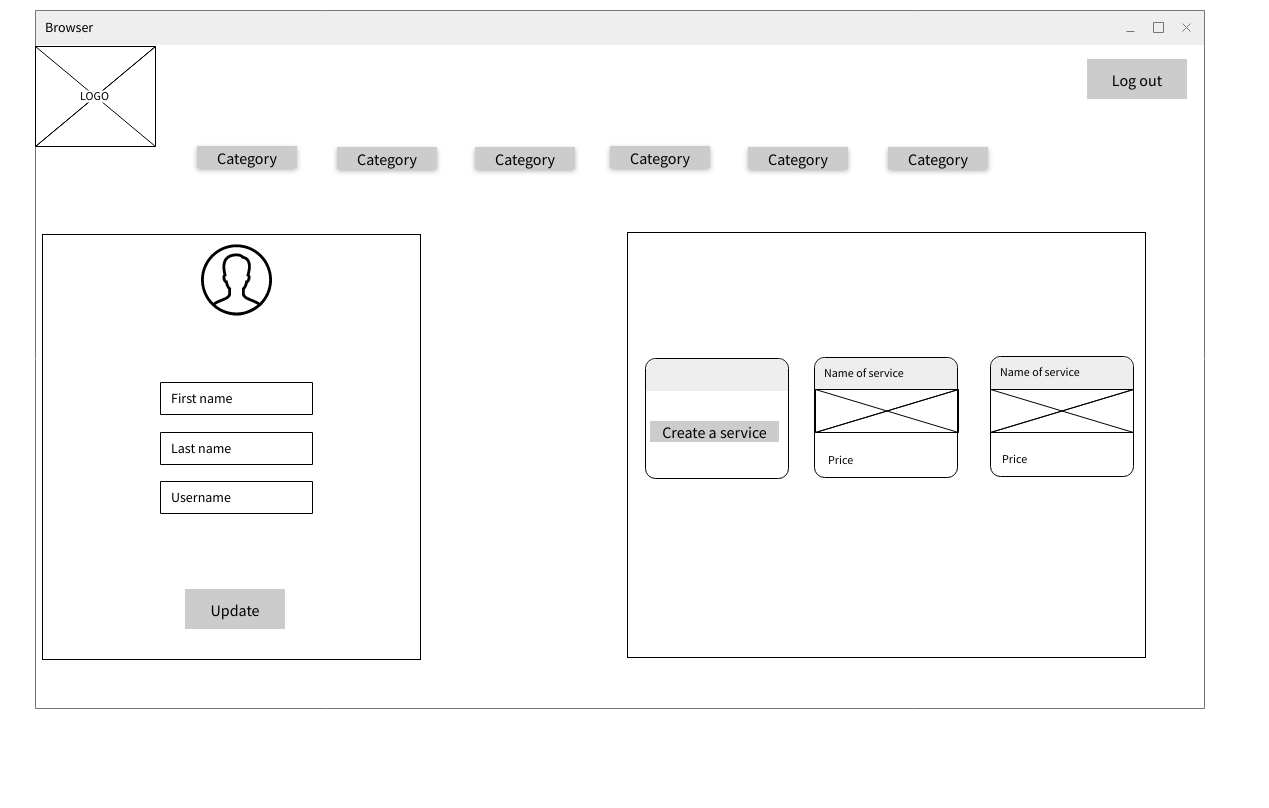 Browser
LOGO
Log out
Category
Category
Category
Category
Category
Category
First name
Last name
Username
Update
Create a service
Name of service
Price
Name of service
Price